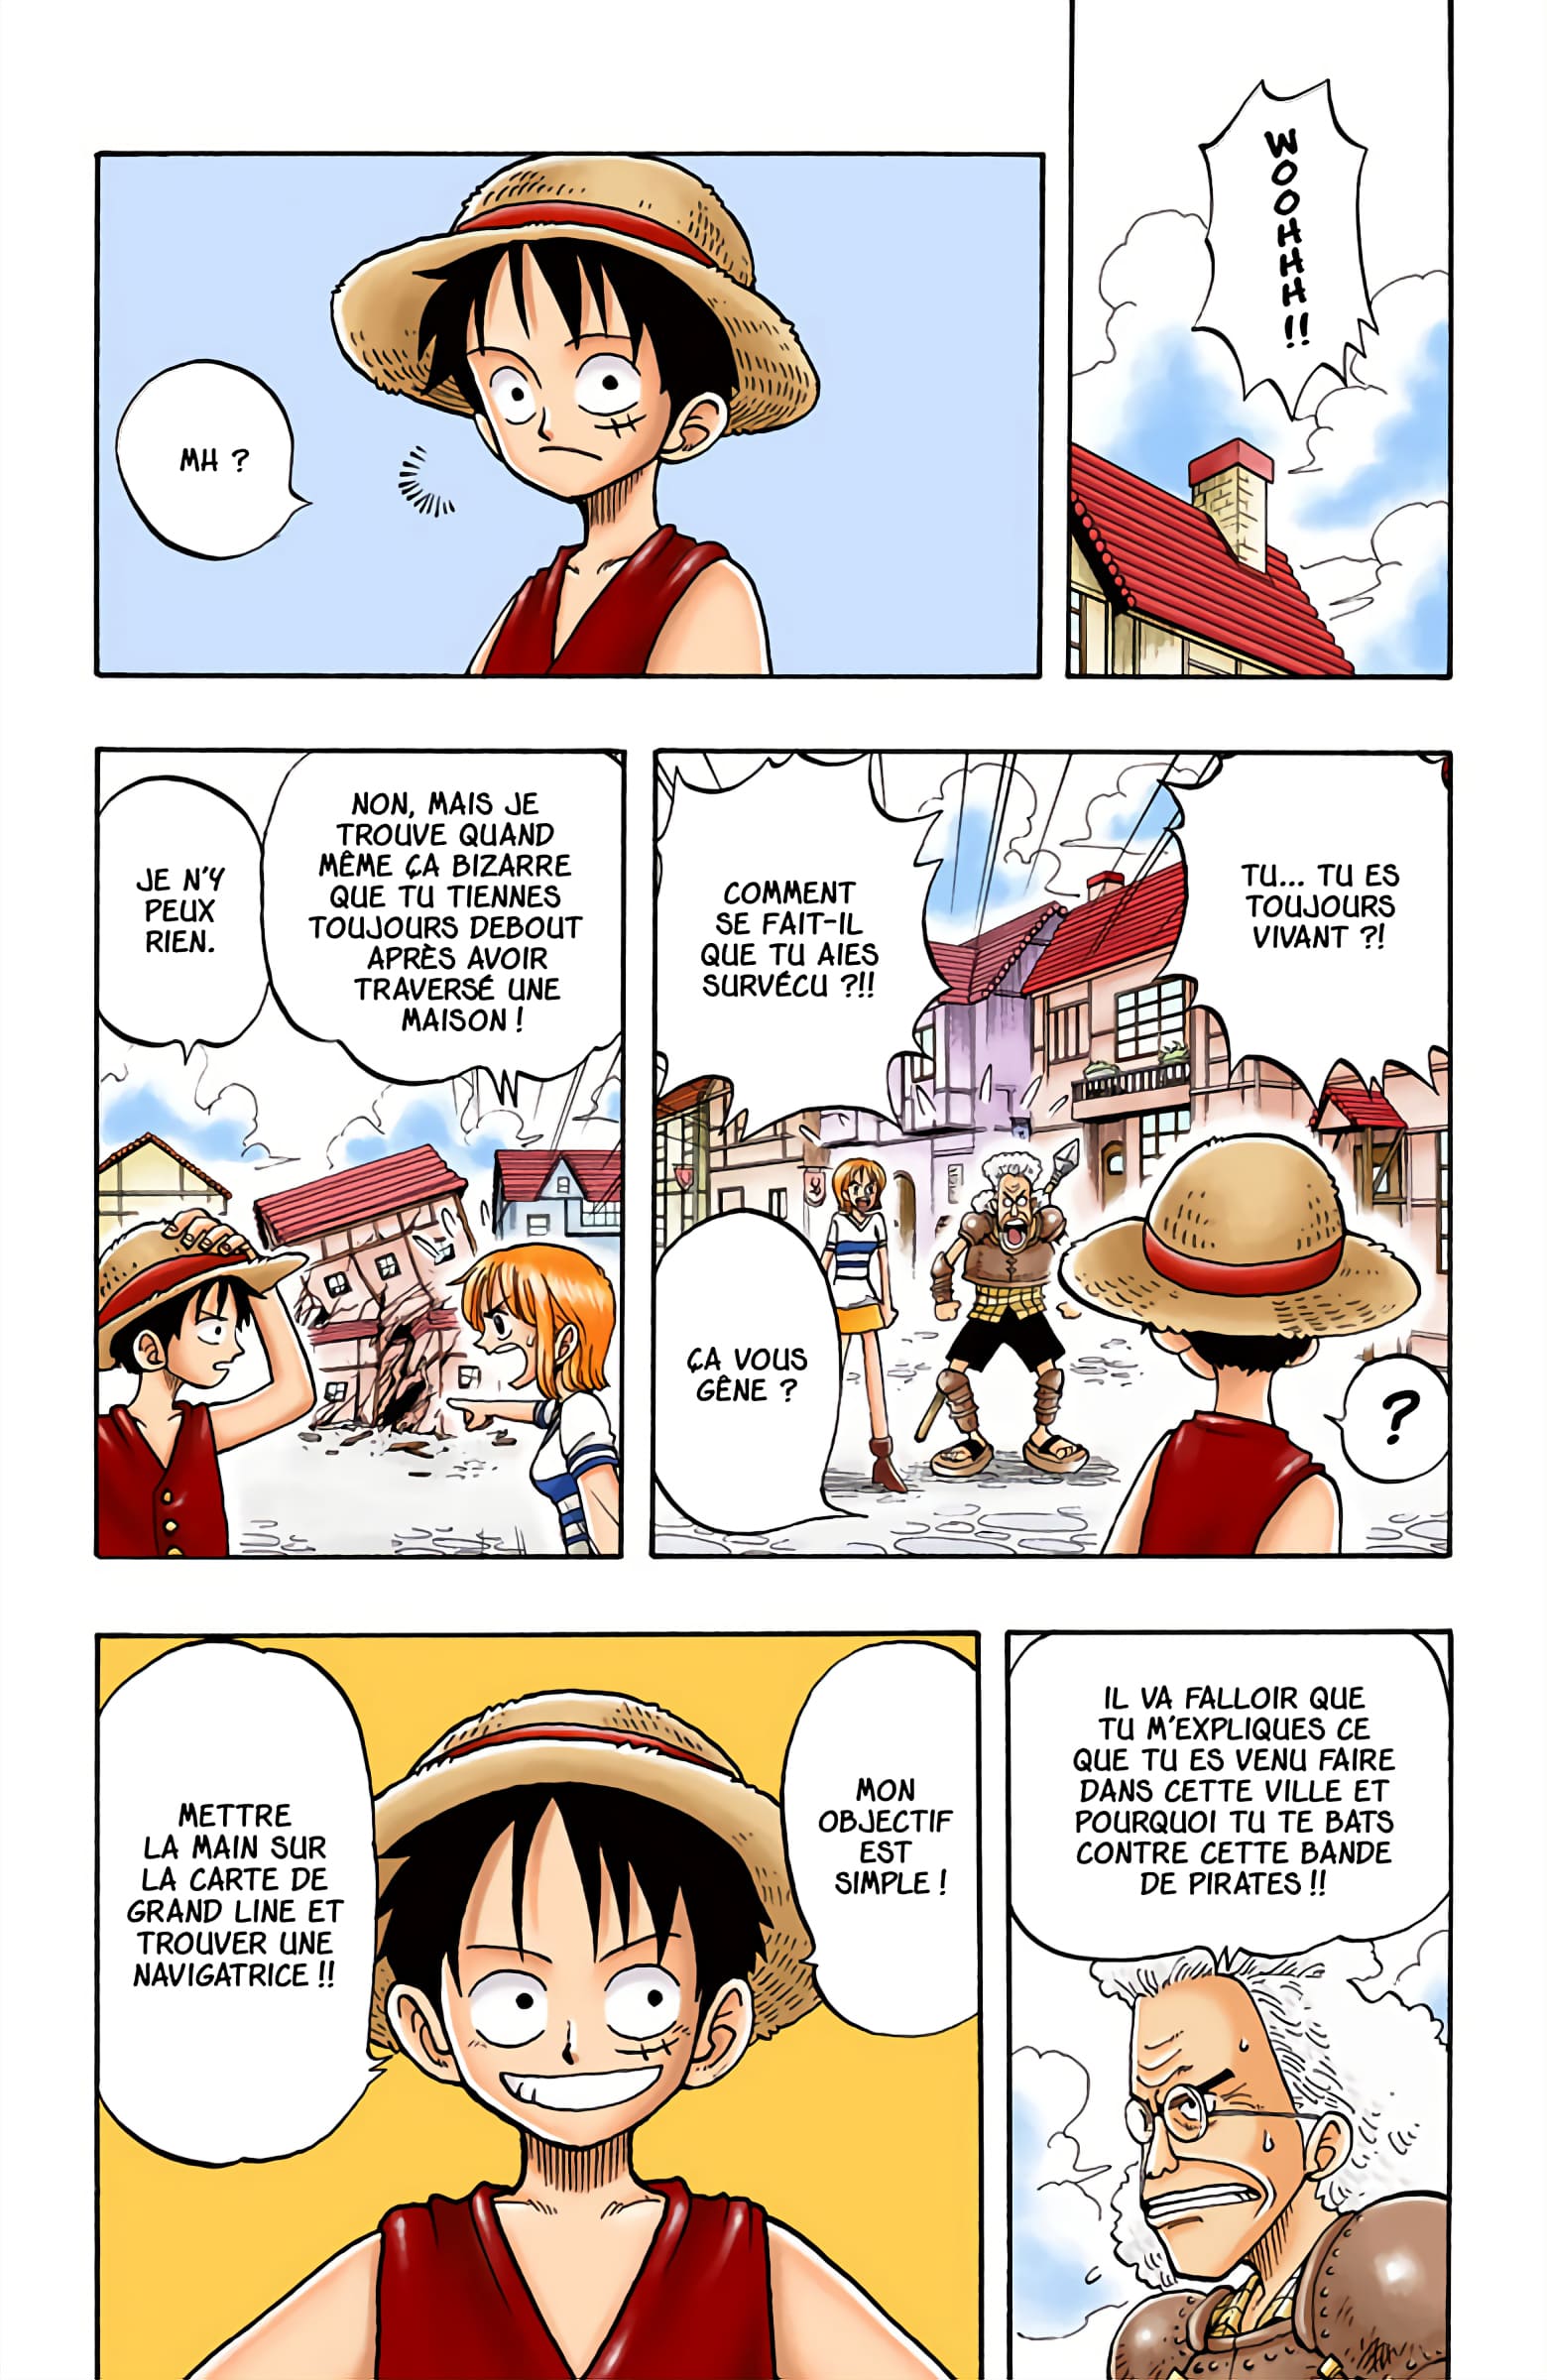 WOOHHH!!
MH ?
TU... TU ES
TOUJOURS
VIVANT ?!
COMMENT
SE FAIT-IL
QUE TU AIES
SURVÉCU ?!!
?
ÇA VOUS
GÊNE ?
NON, MAIS JE
TROUVE QUAND
MÊME ÇA BIZARRE
QUE TU TIENNES
TOUJOURS DEBOUT
APRÈS AVOIR
TRAVERSÉ UNE
MAISON !
JE N'Y
PEUX
RIEN.
IL VA FALLOIR QUE
TU M'EXPLIQUES CE
QUE TU ES VENU FAIRE
DANS CETTE VILLE ET
POURQUOI TU TE BATS
CONTRE CETTE BANDE
DE PIRATES !!
MON
OBJECTIF
EST
SIMPLE !
METTRE
LA MAIN SUR
LA CARTE DE
GRAND LINE ET
TROUVER UNE
NAVIGATRICE !!